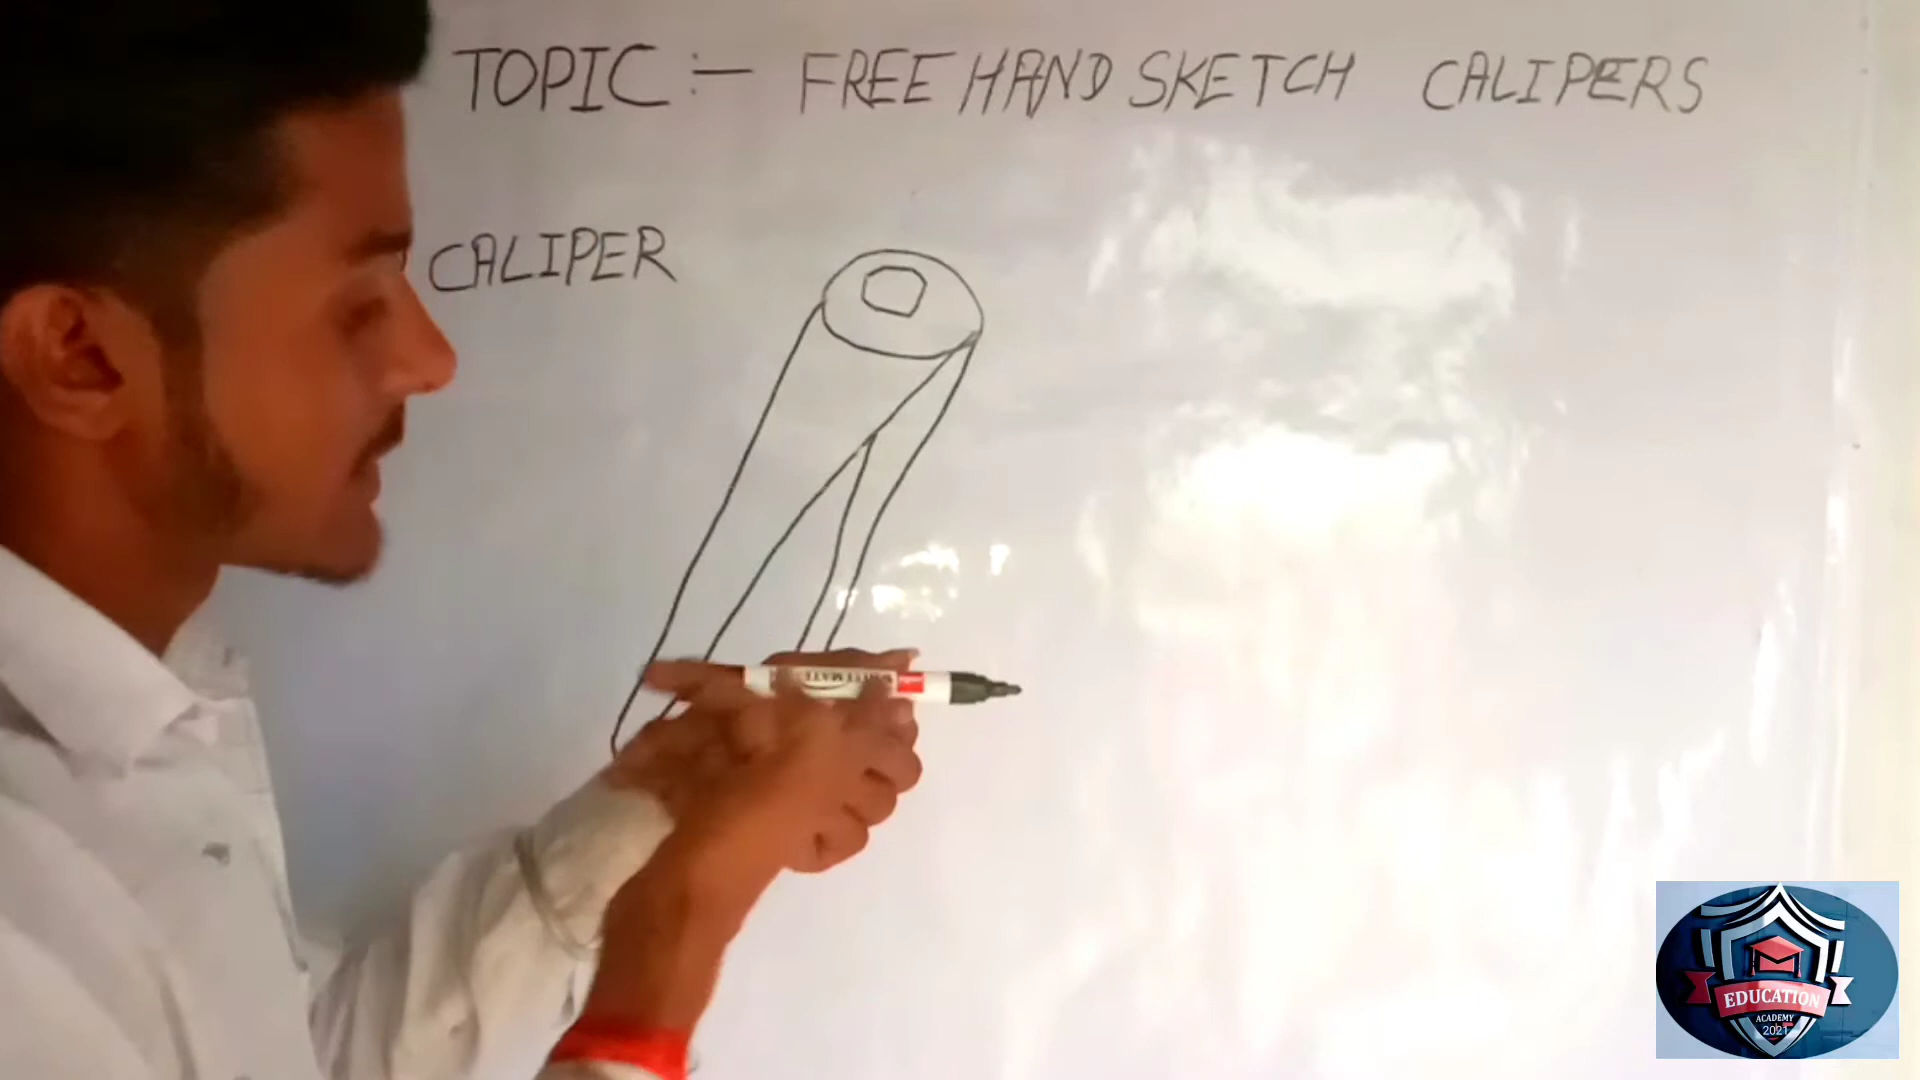 TOPIC :- FREE HAND SKETCH CALIPERS
CALIPER
EDUCATION
ACADEMY
2021